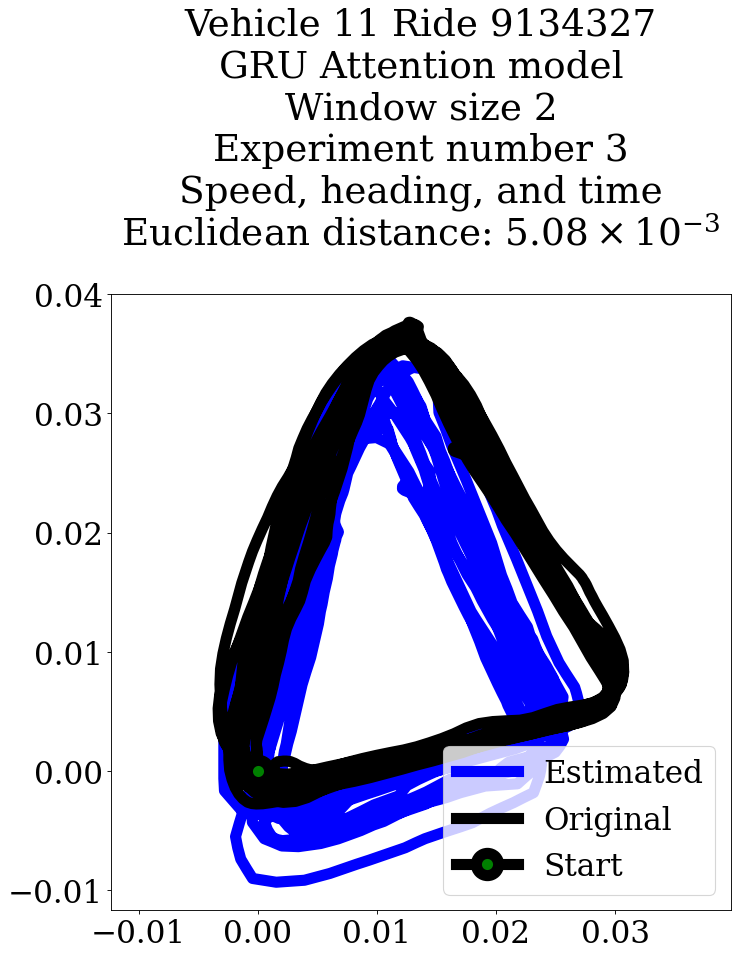 Vehicle 11 Ride 9134327
GRU Attention model
Window size 2
Experiment number 3
Speed, heading, and time
Euclidean distance: 5.08 × 10⁻³
0.04
0.03
0.02
0.01
0.00
−0.01
Estimated
Original
Start
−0.01 0.00 0.01 0.02 0.03